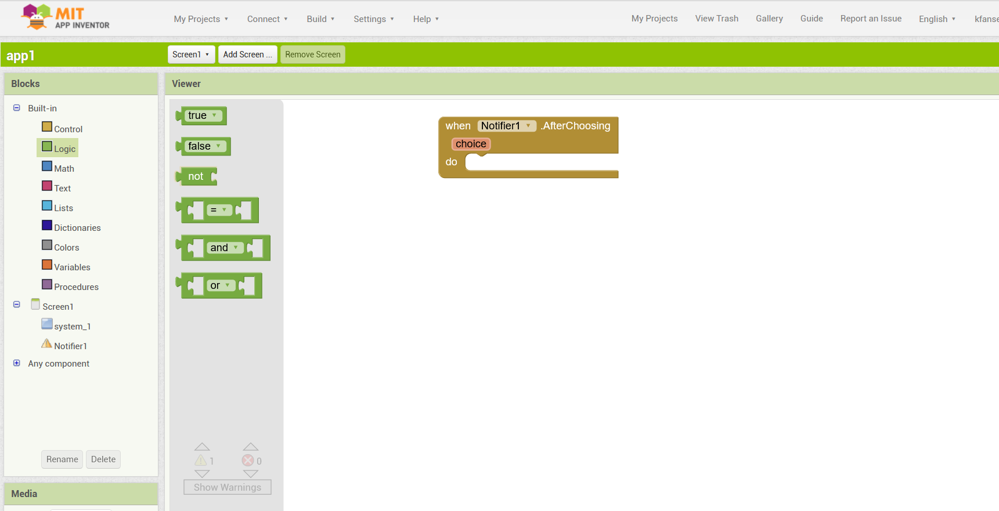 MIT
APP INVENTOR
My Projects
Connect
Build
Settings
Help
My Projects
View Trash
Gallery
Guide
Report an Issue
English
kfanse
app1
Screen1
Add Screen ...
Remove Screen
Blocks
Viewer
Built-in
Control
Logic
Math
Text
Lists
Dictionaries
Colors
Variables
Procedures
Screen1
system_1
Notifier1
Any component
Rename
Delete
Media
true
false
not
=
and
or
1
0
Show Warnings
when Notifier1 .AfterChoosing
choice
do